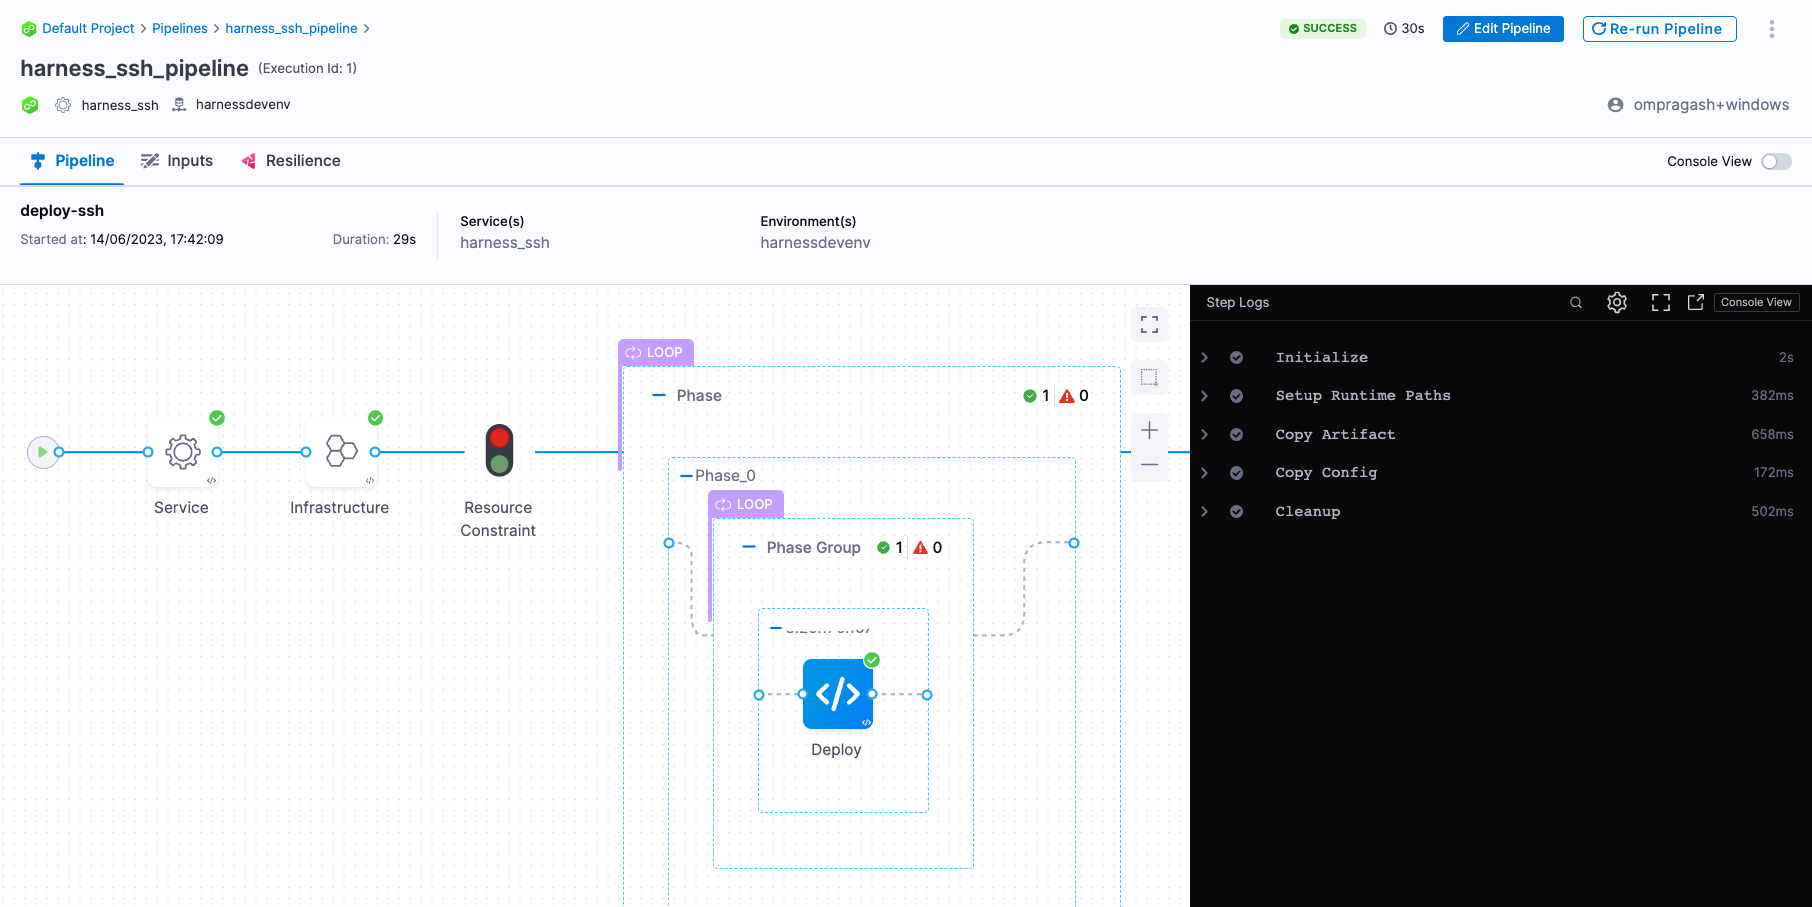 Default Project > Pipelines > harness_ssh_pipeline >
SUCCESS
30s
Edit Pipeline
Re-run Pipeline
harness_ssh_pipeline (Execution Id: 1)
harness_ssh harnessdevenv
ompragash+windows
Pipeline
Inputs
Resilience
Console View
deploy-ssh
Started at: 14/06/2023, 17:42:09
Duration: 29s
Service(s)
harness_ssh
Environment(s)
harnessdevenv
Service
Infrastructure
Resource
Constraint
LOOP
Phase
1 0
Phase_0
LOOP
Phase Group 1 0
Deploy
Step Logs
Console View
Initialize 2s
Setup Runtime Paths 382ms
Copy Artifact 658ms
Copy Config 172ms
Cleanup 502ms